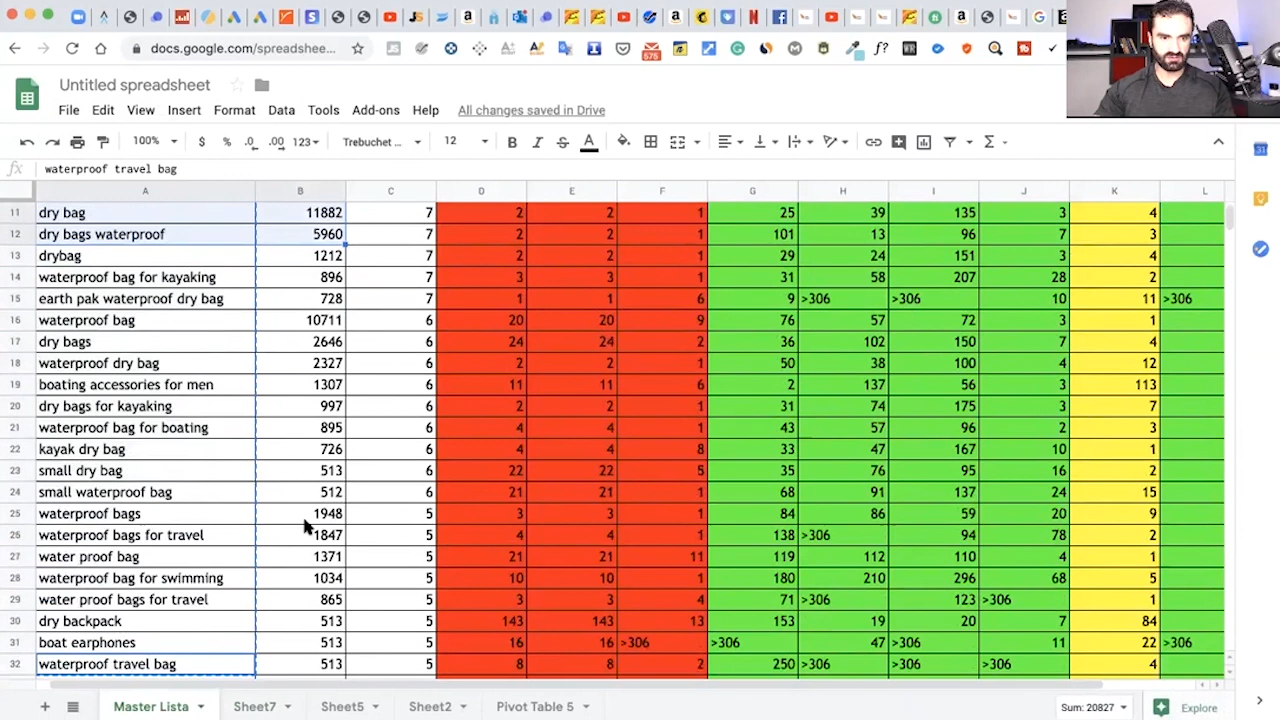 docs.google.com/spreadshee...
575
f?
Untitled spreadsheet
File Edit View Insert Format Data Tools Add-ons Help All changes saved in Drive
100% $ % .0 .00 123 Trebuchet ... 12 B I S A
fx waterproof travel bag
A B C D E F G H I J K L
11 dry bag 11882 7 2 2 1 25 39 135 3 4
12 dry bags waterproof 5960 7 2 2 1 101 13 96 7 3
13 drybag 1212 7 2 2 1 29 24 151 3 4
14 waterproof bag for kayaking 896 7 3 3 1 31 58 207 28 2
15 earth pak waterproof dry bag 728 7 1 1 6 9 >306 >306 10 11 >306
16 waterproof bag 10711 6 20 20 9 76 57 72 3 1
17 dry bags 2646 6 24 24 2 36 102 150 7 4
18 waterproof dry bag 2327 6 2 2 1 50 38 100 4 12
19 boating accessories for men 1307 6 11 11 6 2 137 56 3 113
20 dry bags for kayaking 997 6 2 2 1 31 74 175 3 7
21 waterproof bag for boating 895 6 4 4 1 43 57 96 2 3
22 kayak dry bag 726 6 4 4 8 33 47 167 10 1
23 small dry bag 513 6 22 22 5 35 76 95 16 2
24 small waterproof bag 512 6 21 21 1 68 91 137 24 15
25 waterproof bags 1948 5 3 3 1 84 86 59 20 9
26 waterproof bags for travel 1847 5 4 4 1 138 >306 94 78 2
27 water proof bag 1371 5 21 21 11 119 112 110 4 1
28 waterproof bag for swimming 1034 5 10 10 1 180 210 296 68 5
29 water proof bags for travel 865 5 3 3 4 71 >306 123 >306 1
30 dry backpack 513 5 143 143 13 153 19 20 7 84
31 boat earphones 513 5 16 16 >306 >306 47 >306 11 22 >306
32 waterproof travel bag 513 5 8 8 2 250 >306 >306 >306 4
Master Lista Sheet7 Sheet5 Sheet2 Pivot Table 5 Sum: 20827 Explore